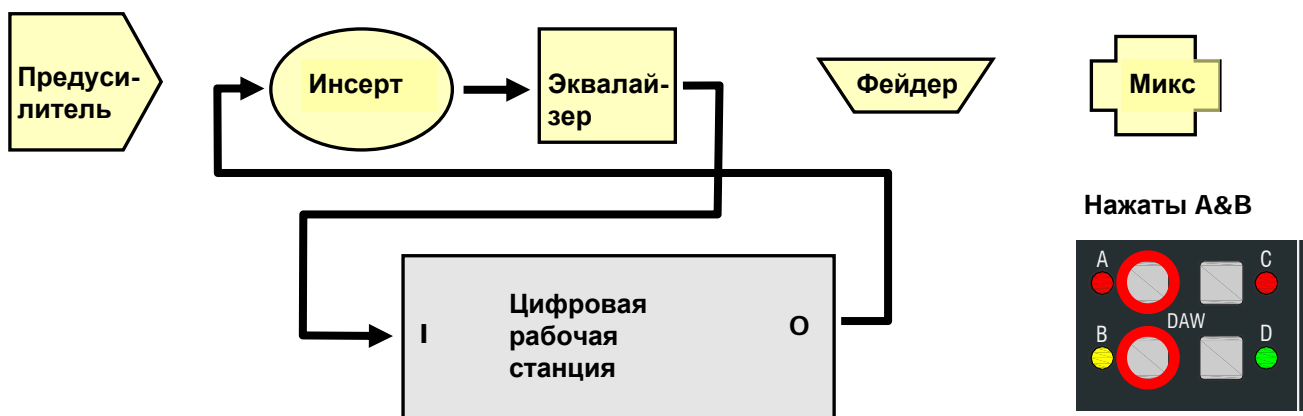 Предуси-
литель
Инсерт
Эквалай-
зер
Фейдер
Микс
Нажаты A&B
A
C
DAW
B
D
I
Цифровая
рабочая
станция
O